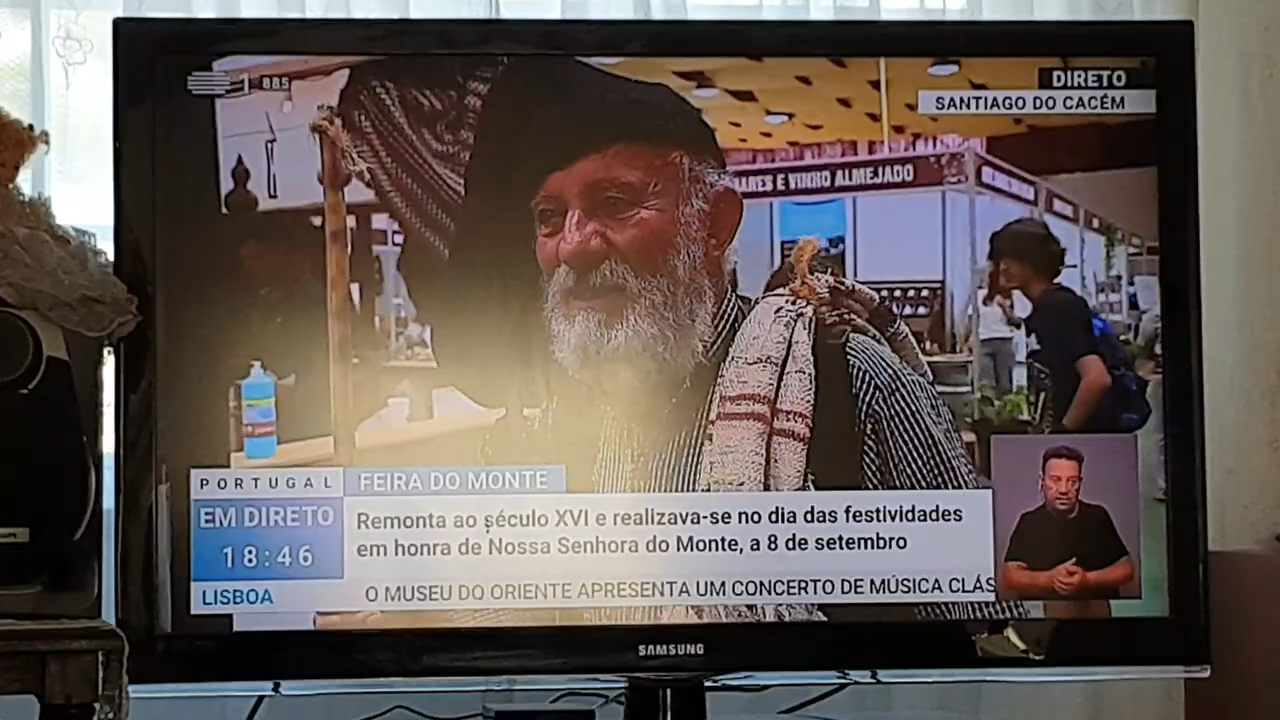 1 885
DIRETO
SANTIAGO DO CACÉM
ARES E VINHO ALMEJADO
PORTUGAL
FEIRA DO MONTE
EM DIRETO
18:46
Remonta ao século XVI e realizava-se no dia das festividades
em honra de Nossa Senhora do Monte, a 8 de setembro
LISBOA
O MUSEU DO ORIENTE APRESENTA UM CONCERTO DE MÚSICA CLÁS
SAMSUNG